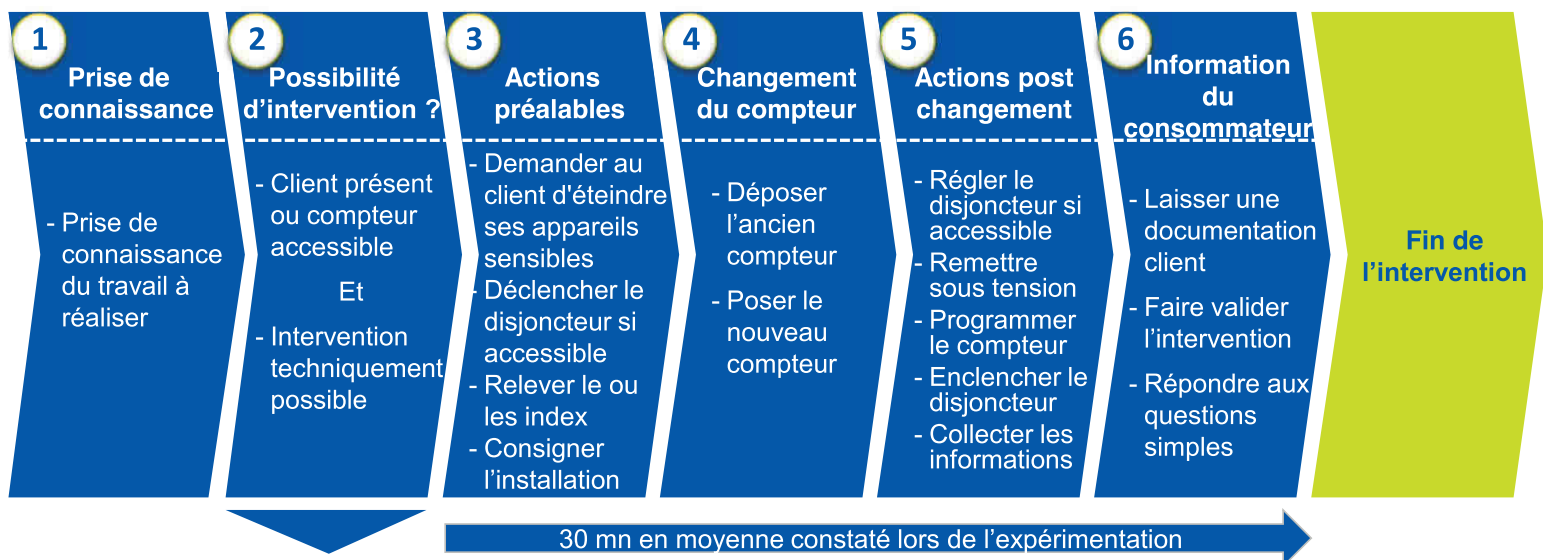 1
Prise de
connaissance
- Prise de
connaissance
du travail à
réaliser
2
Possibilité
d’intervention ?
- Client présent
ou compteur
accessible
Et
- Intervention
techniquement
possible
3
Actions
préalables
- Demander au
client d'éteindre
ses appareils
sensibles
- Déclencher le
disjoncteur si
accessible
- Relever le ou
les index
- Consigner
l’installation
4
Changement
du compteur
- Déposer
l’ancien
compteur
- Poser le
nouveau
compteur
5
Actions post
changement
- Régler le
disjoncteur si
accessible
- Remettre
sous tension
- Programmer
le compteur
- Enclencher le
disjoncteur
- Collecter les
informations
6
Information
du
consommateur
- Laisser une
documentation
client
- Faire valider
l’intervention
- Répondre aux
questions
simples
Fin de
l’intervention
30 mn en moyenne constaté lors de l’expérimentation